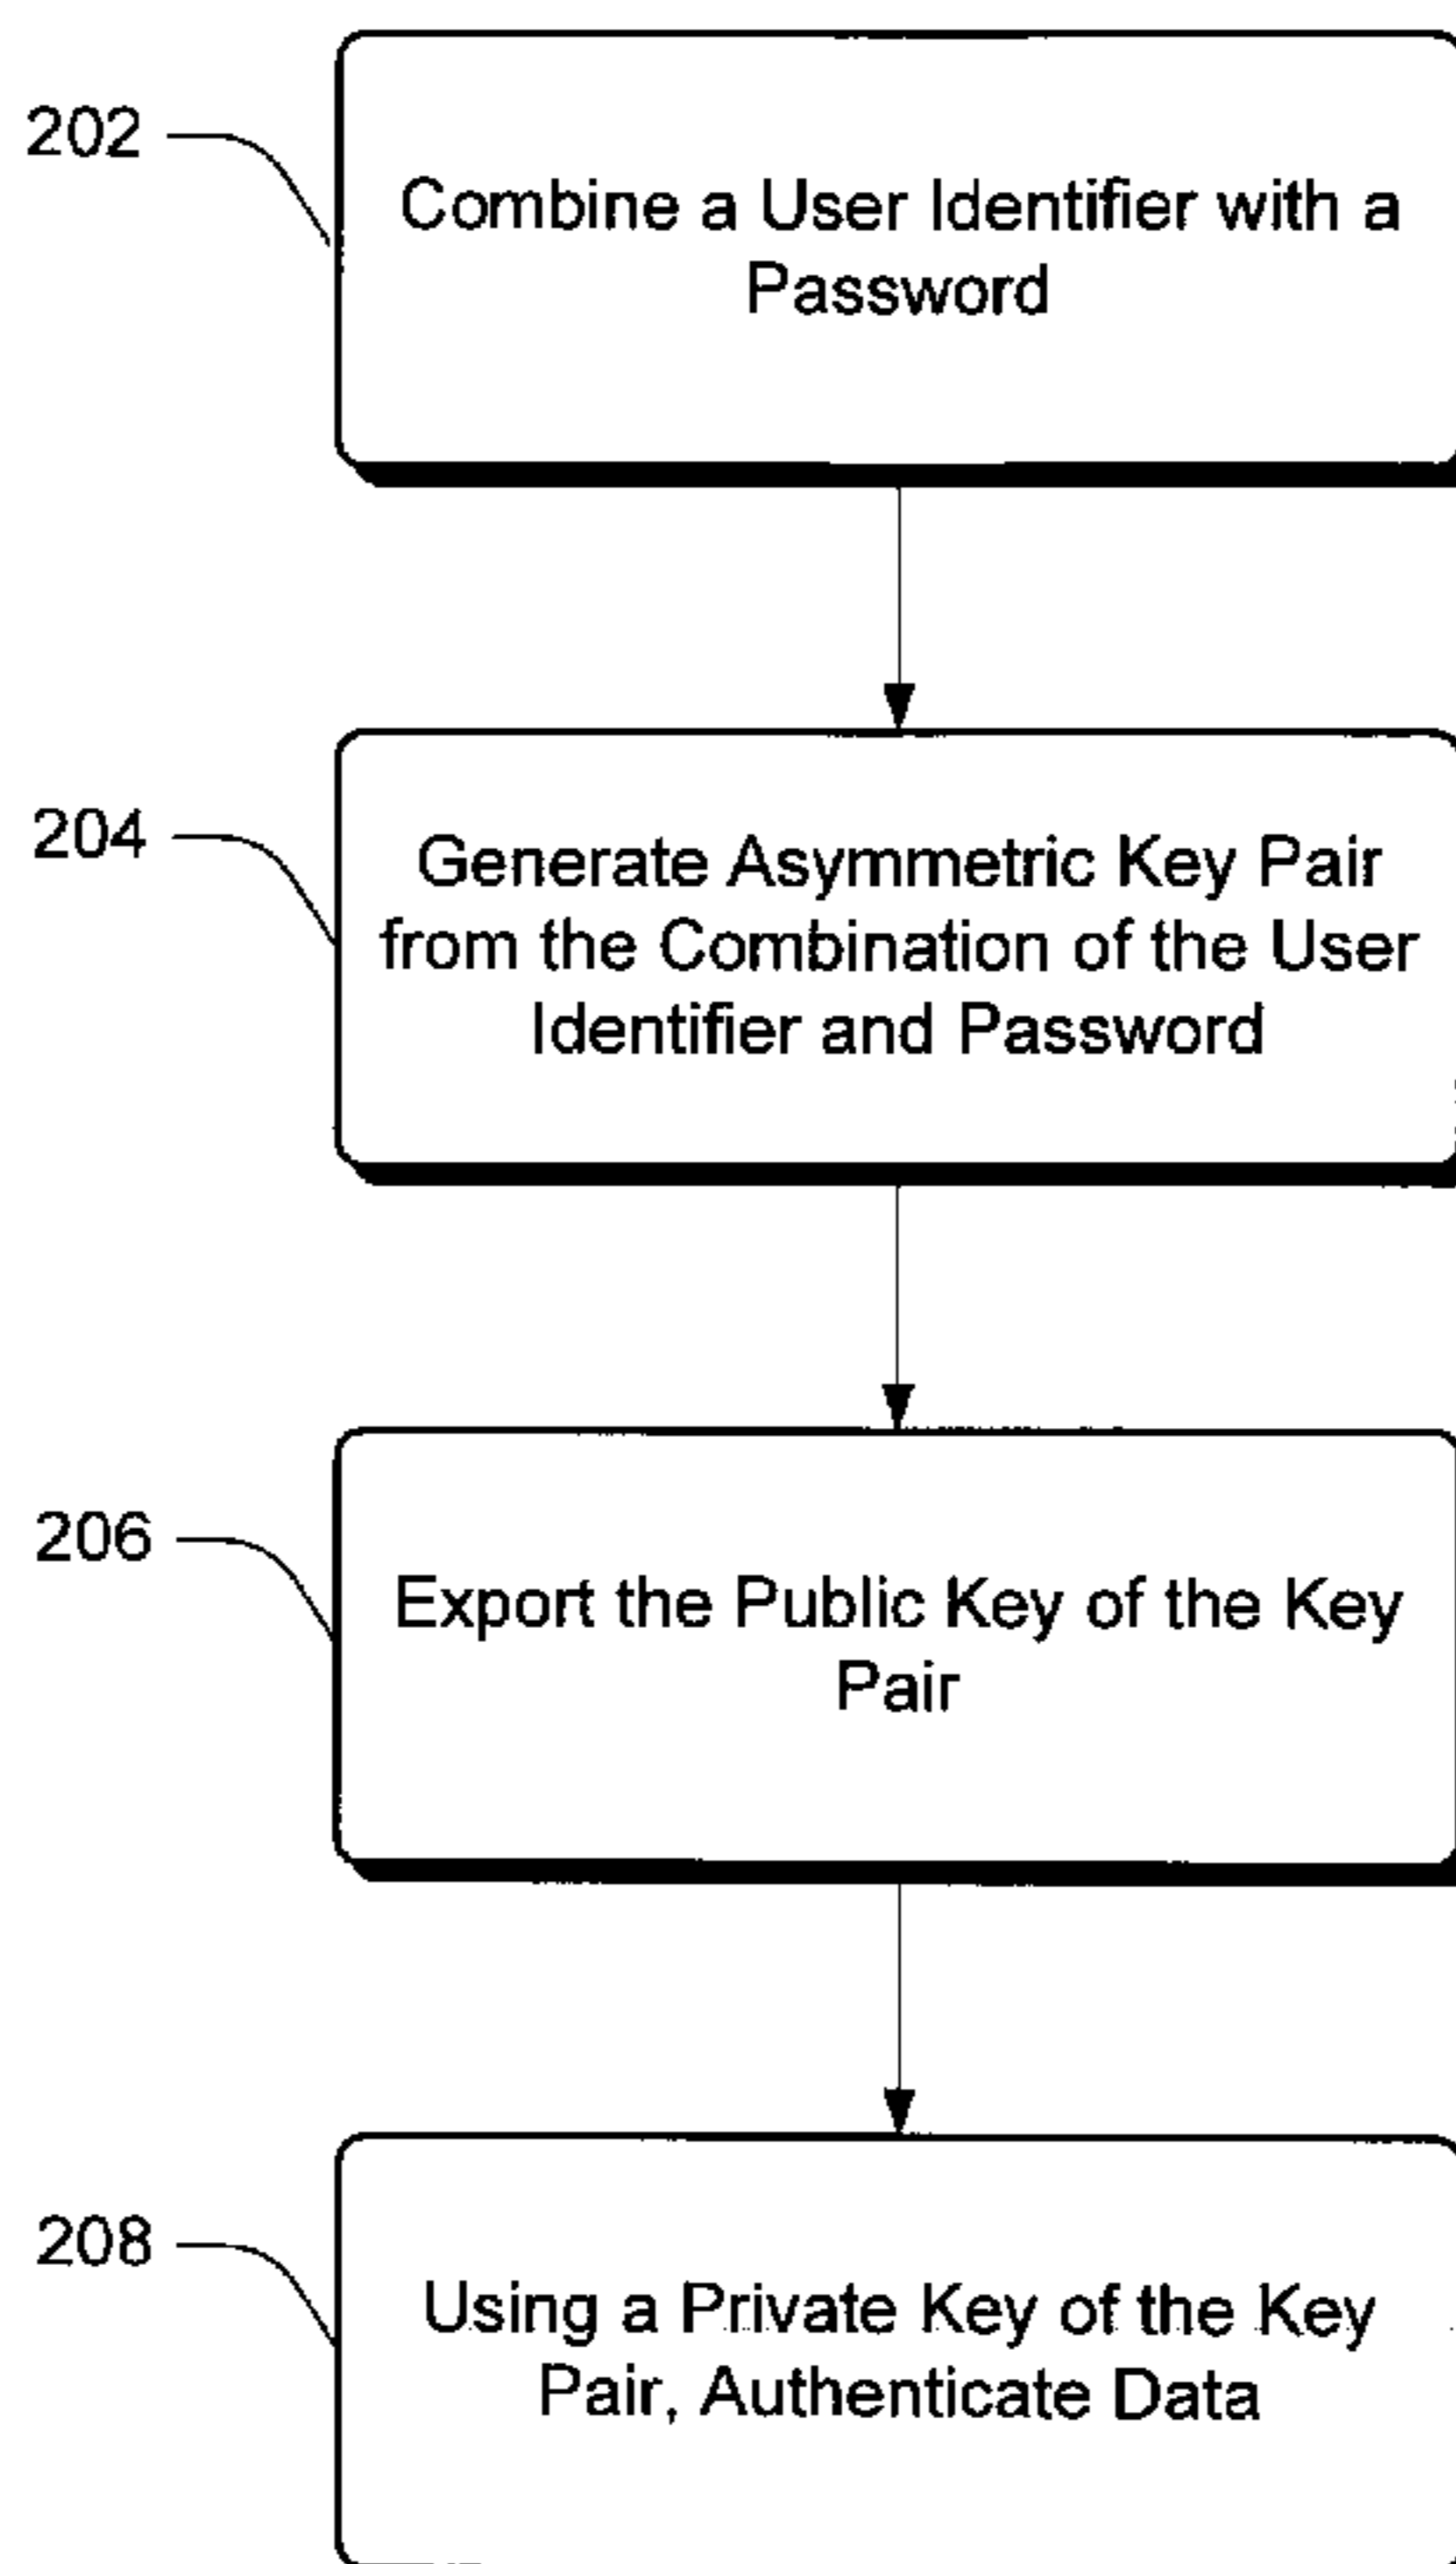 202
Combine a User Identifier with a
Password
204
Generate Asymmetric Key Pair
from the Combination of the User
Identifier and Password
206
Export the Public Key of the Key
Pair
208
Using a Private Key of the Key
Pair, Authenticate Data